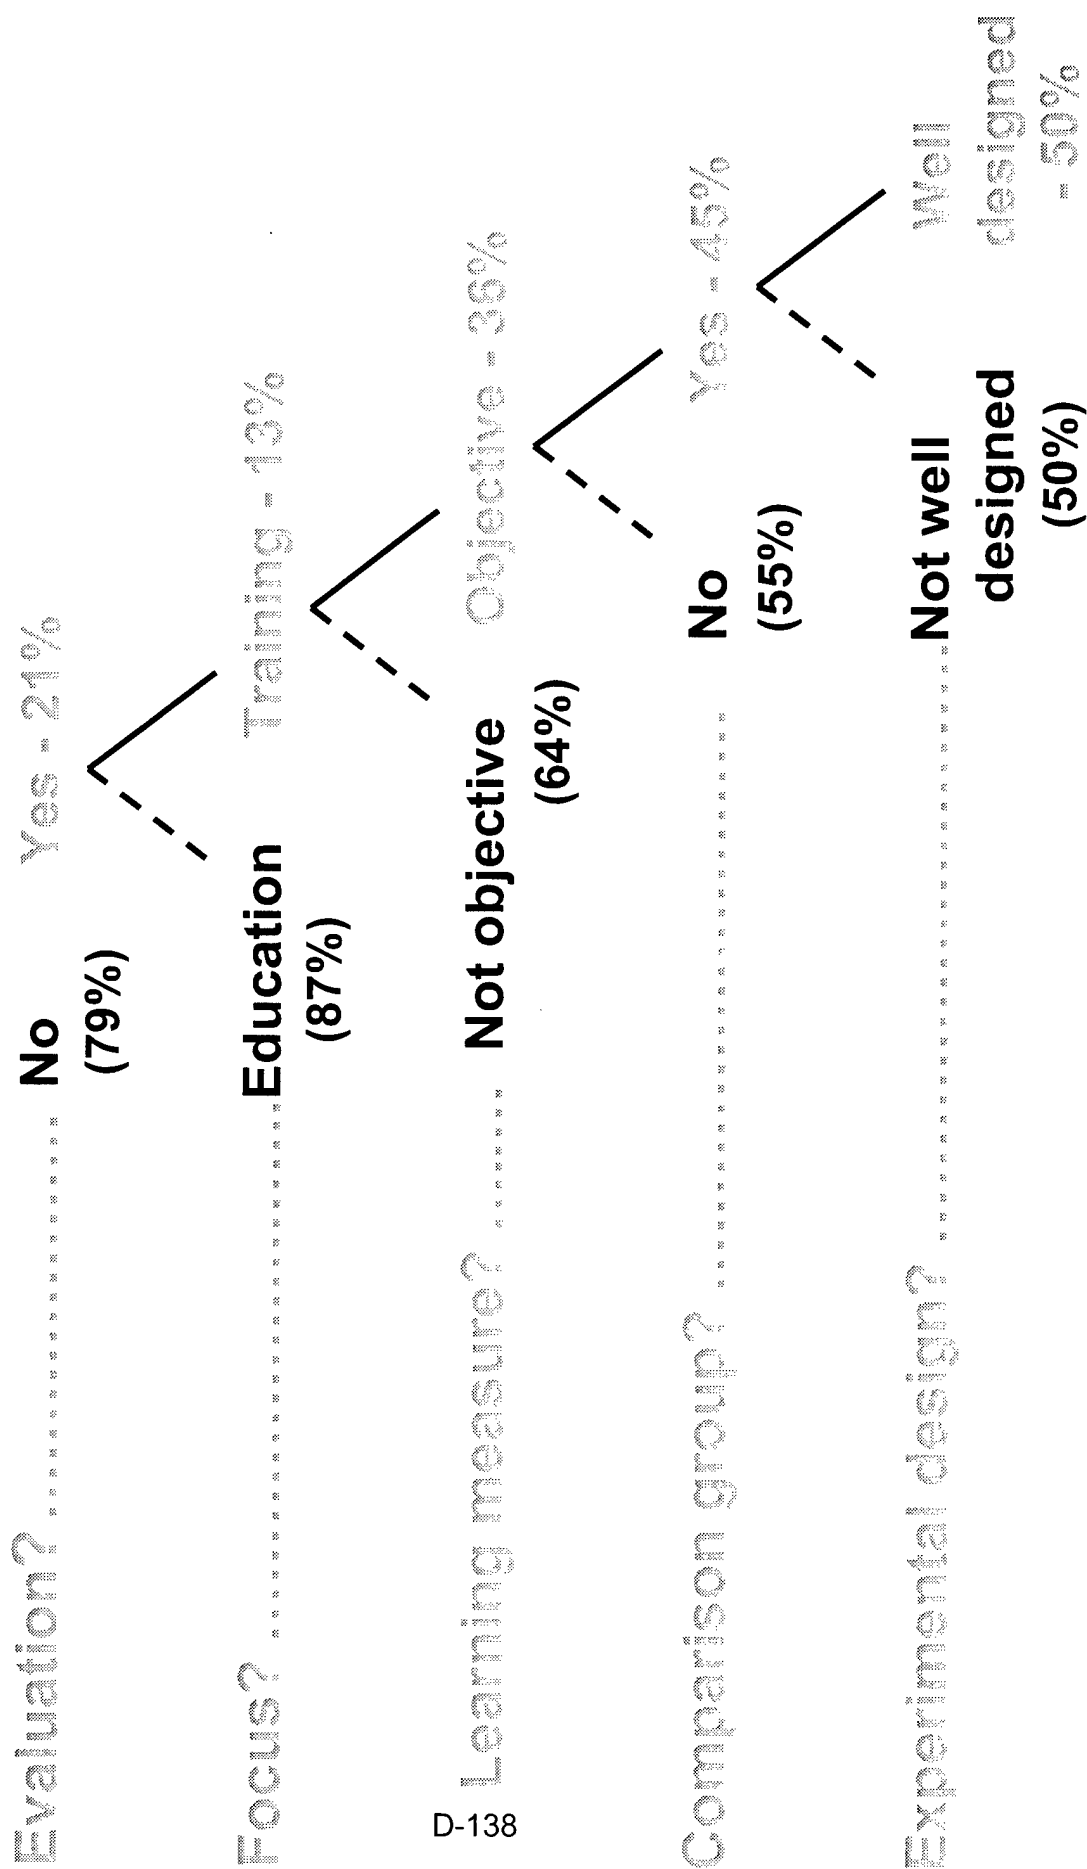 Evaluation? No Yes - 21%
(79%)
Focus? Education Training - 13%
(87%)
Learning measure? Not objective Objective - 36%
(64%)
Comparison group? No Yes - 45%
(55%)
Experimental design? Not well Well
designed designed
(50%) - 50%
D-138